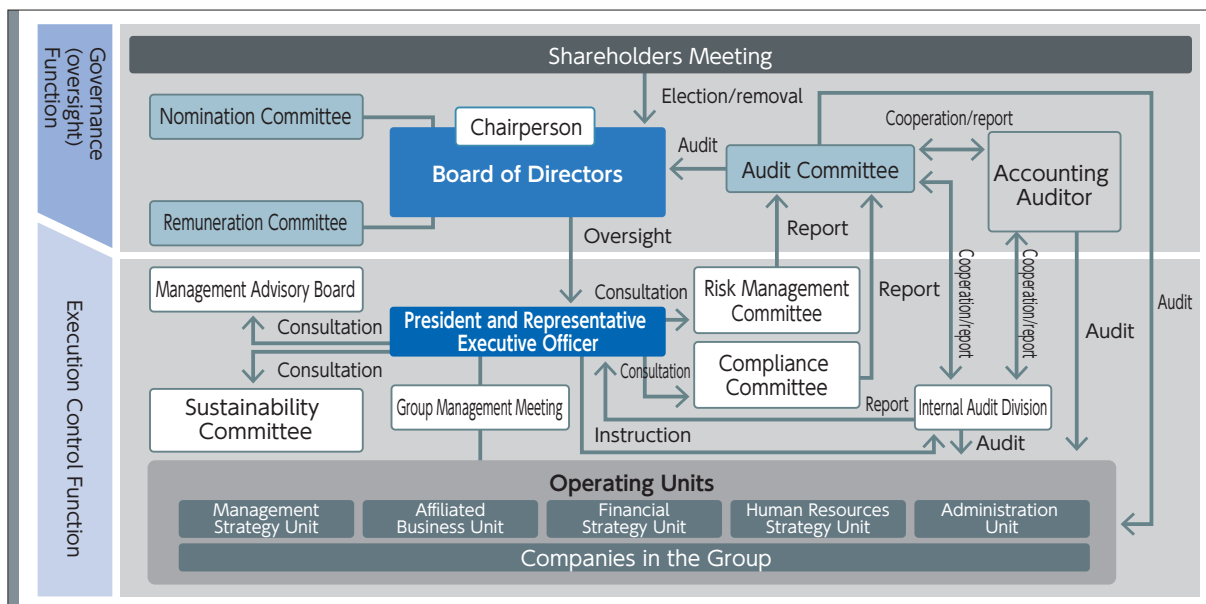 Governance
(oversight)
Function
Shareholders Meeting
Election/removal
Nomination Committee
Chairperson
Board of Directors
Audit
Audit Committee
Cooperation/report
Accounting
Auditor
Remuneration Committee
Oversight
Report
Execution Control Function
Management Advisory Board
Consultation
Consultation
Sustainability
Committee
President and Representative
Executive Officer
Group Management Meeting
Consultation
Risk Management
Committee
Consultation
Compliance
Committee
Report
Cooperation/report
Cooperation/report
Audit
Audit
Report
Internal Audit Division
Instruction
Audit
Operating Units
Management
Strategy Unit
Affiliated
Business Unit
Financial
Strategy Unit
Human Resources
Strategy Unit
Administration
Unit
Companies in the Group